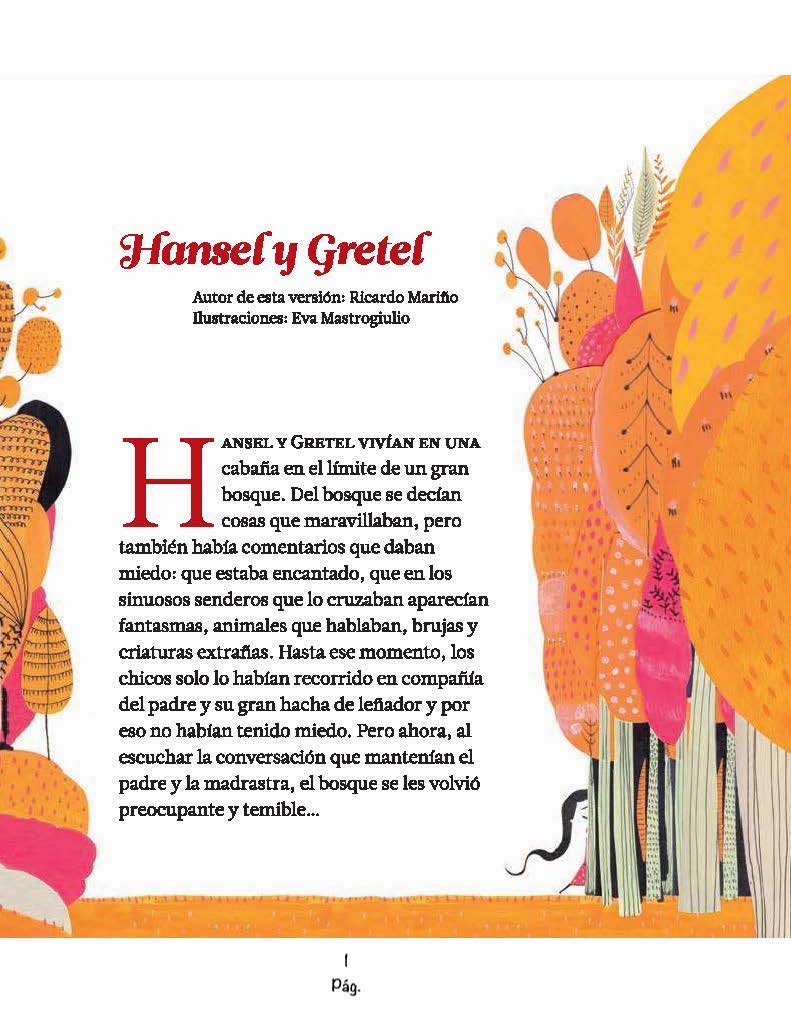 Hansel y Gretel
Autor de esta versión: Ricardo Mariño
Ilustraciones: Eva Mastrogiulio
HANSEL Y GRETEL VIVÍAN EN UNA
cabaña en el límite de un gran
bosque. Del bosque se decían
cosas que maravillaban, pero
también había comentarios que daban
miedo: que estaba encantado, que en los
sinuosos senderos que lo cruzaban aparecían
fantasmas, animales que hablaban, brujas y
criaturas extrañas. Hasta ese momento, los
chicos solo lo habían recorrido en compañía
del padre y su gran hacha de leñador y por
eso no habían tenido miedo. Pero ahora, al
escuchar la conversación que mantenían el
padre y la madrastra, el bosque se les volvió
preocupante y temible...
1
Pág.